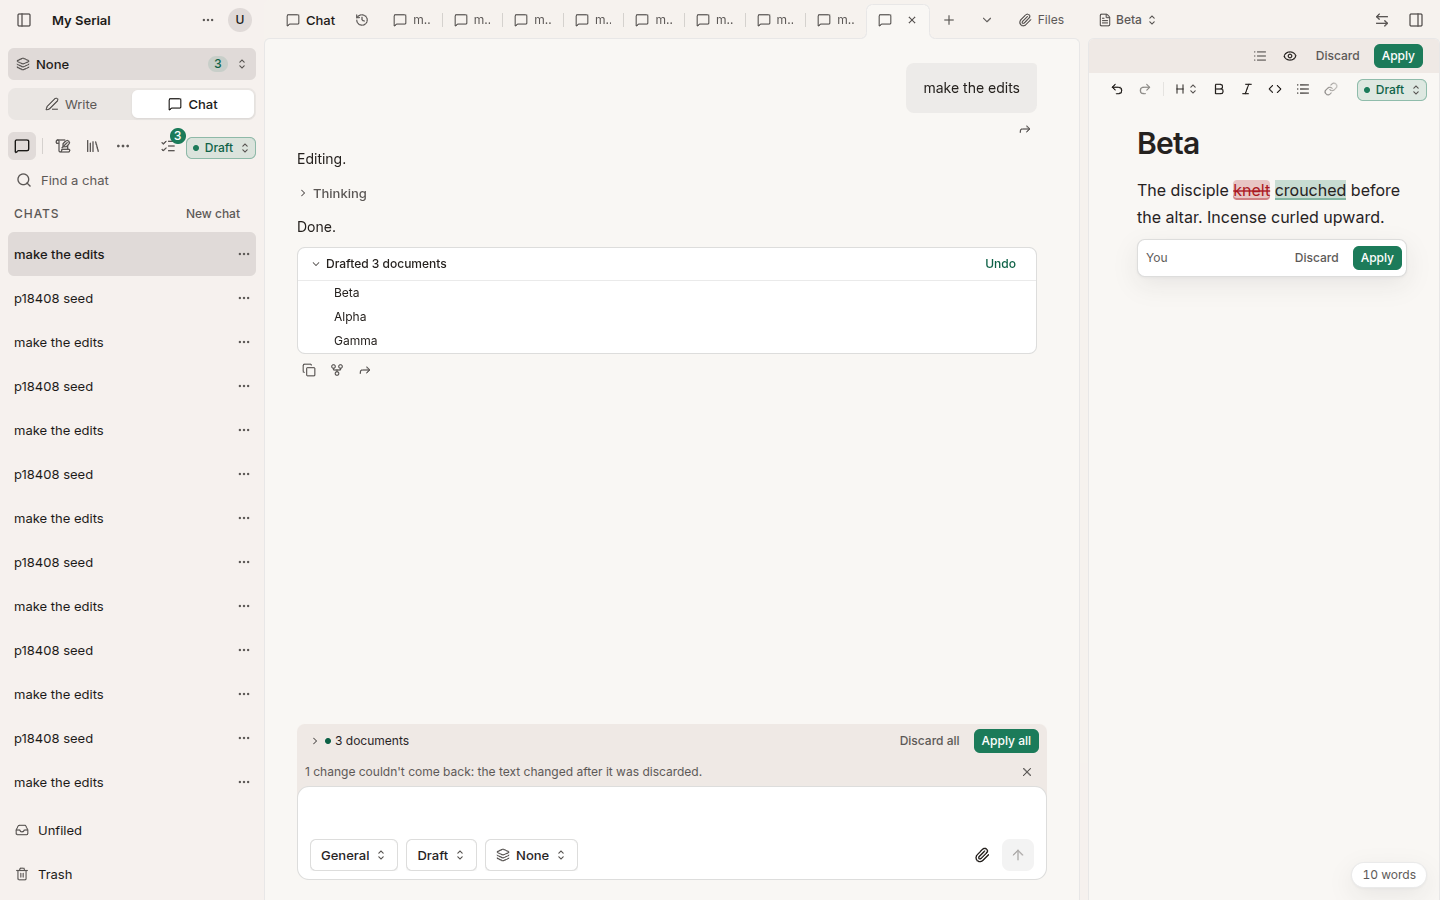 My Serial
U
None
3
Write
Chat
3
Draft
Find a chat
CHATS
New chat
make the edits
p18408 seed
make the edits
p18408 seed
make the edits
p18408 seed
make the edits
p18408 seed
make the edits
p18408 seed
make the edits
p18408 seed
make the edits
Unfiled
Trash
Chat
m..
m..
m..
m..
m..
m..
m..
m..
Files
make the edits
Editing.
Thinking
Done.
Drafted 3 documents
Undo
Beta
Alpha
Gamma
3 documents
Discard all
Apply all
1 change couldn't come back: the text changed after it was discarded.
General
Draft
None
Beta
Discard
Apply
H
B
I
Draft
Beta
The disciple knelt crouched before
the altar. Incense curled upward.
You
Discard
Apply
10 words